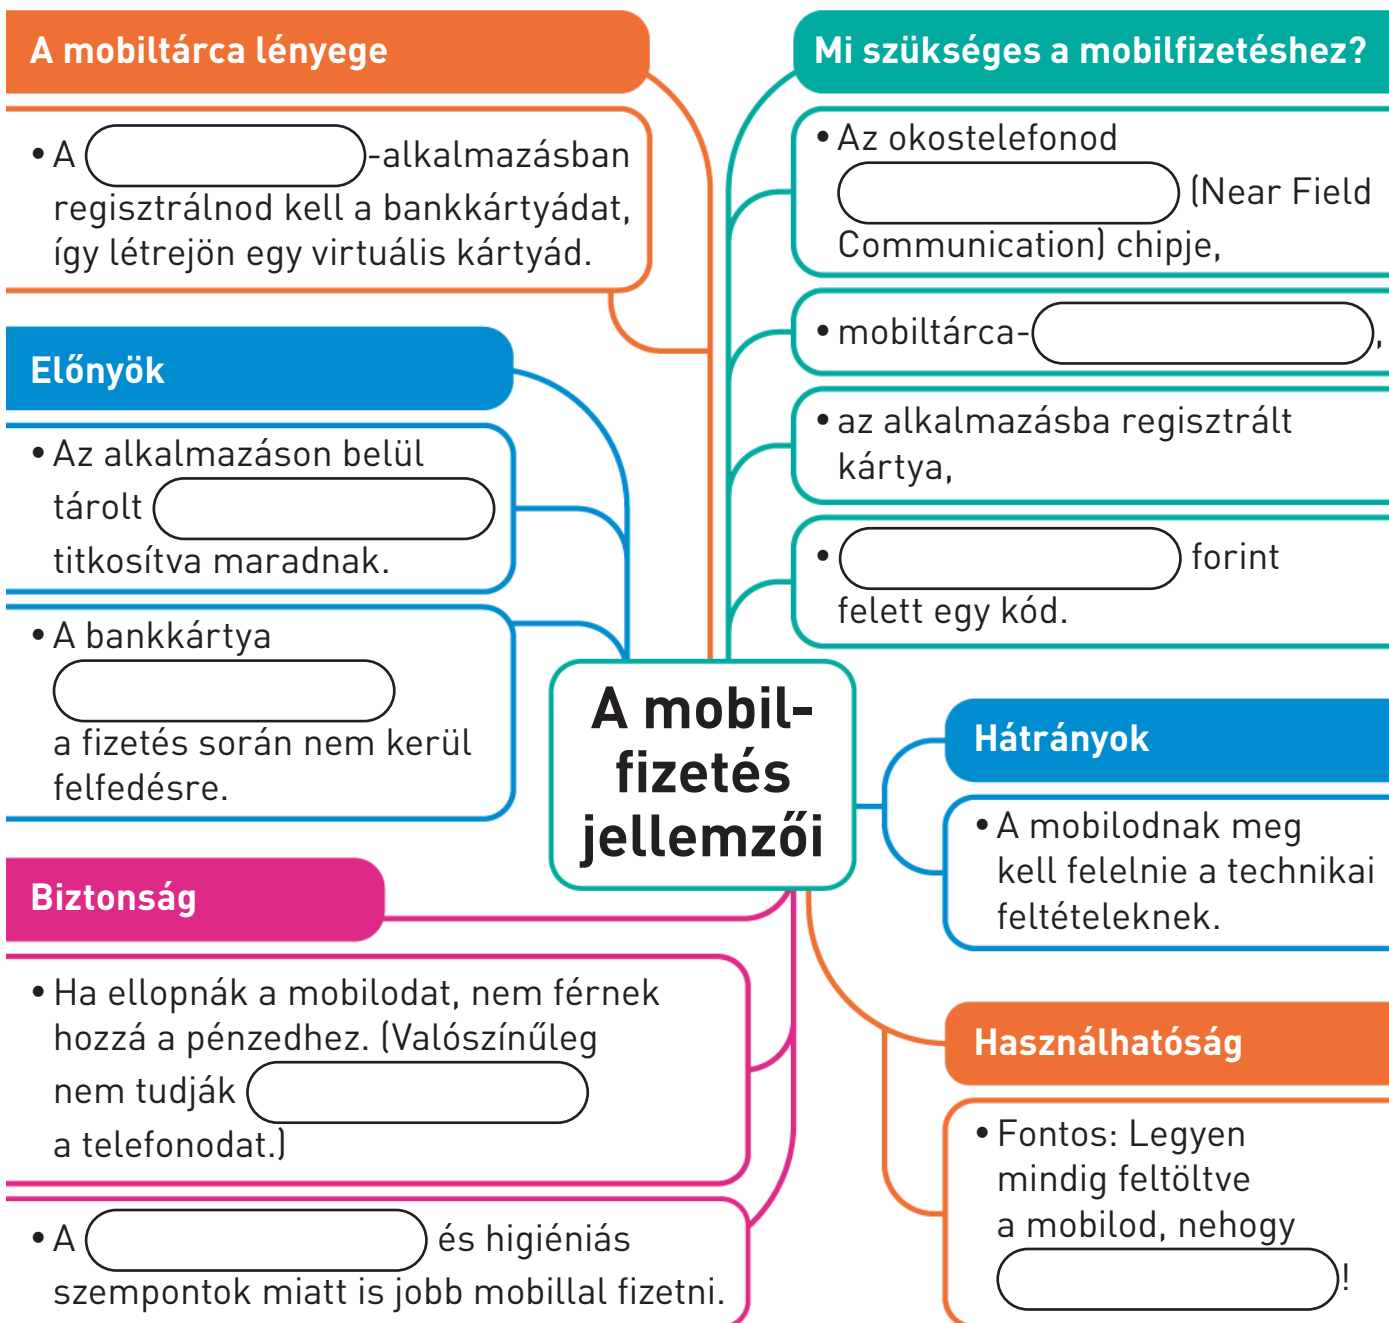 A mobiltárca lényege
• A -alkalmazásban
regisztrálnod kell a bankkártyádat,
így létrejön egy virtuális kártyád.
Előnyök
• Az alkalmazáson belül
tárolt
titkosítva maradnak.
• A bankkártya
a fizetés során nem kerül
felfedésre.
Biztonság
• Ha ellopnák a mobilodat, nem férnek
hozzá a pénzedhez. (Valószínűleg
nem tudják
a telefonodat.)
• A és higiéniás
szempontok miatt is jobb mobillal fizetni.
A mobil-
fizetés
jellemzői
Mi szükséges a mobilfizetéshez?
• Az okostelefonod
(Near Field
Communication) chipje,
• mobiltárca- ,
• az alkalmazásba regisztrált
kártya,
• forint
felett egy kód.
Hátrányok
• A mobilodnak meg
kell felelnie a technikai
feltételeknek.
Használhatóság
• Fontos: Legyen
mindig feltöltve
a mobilod, nehogy
!